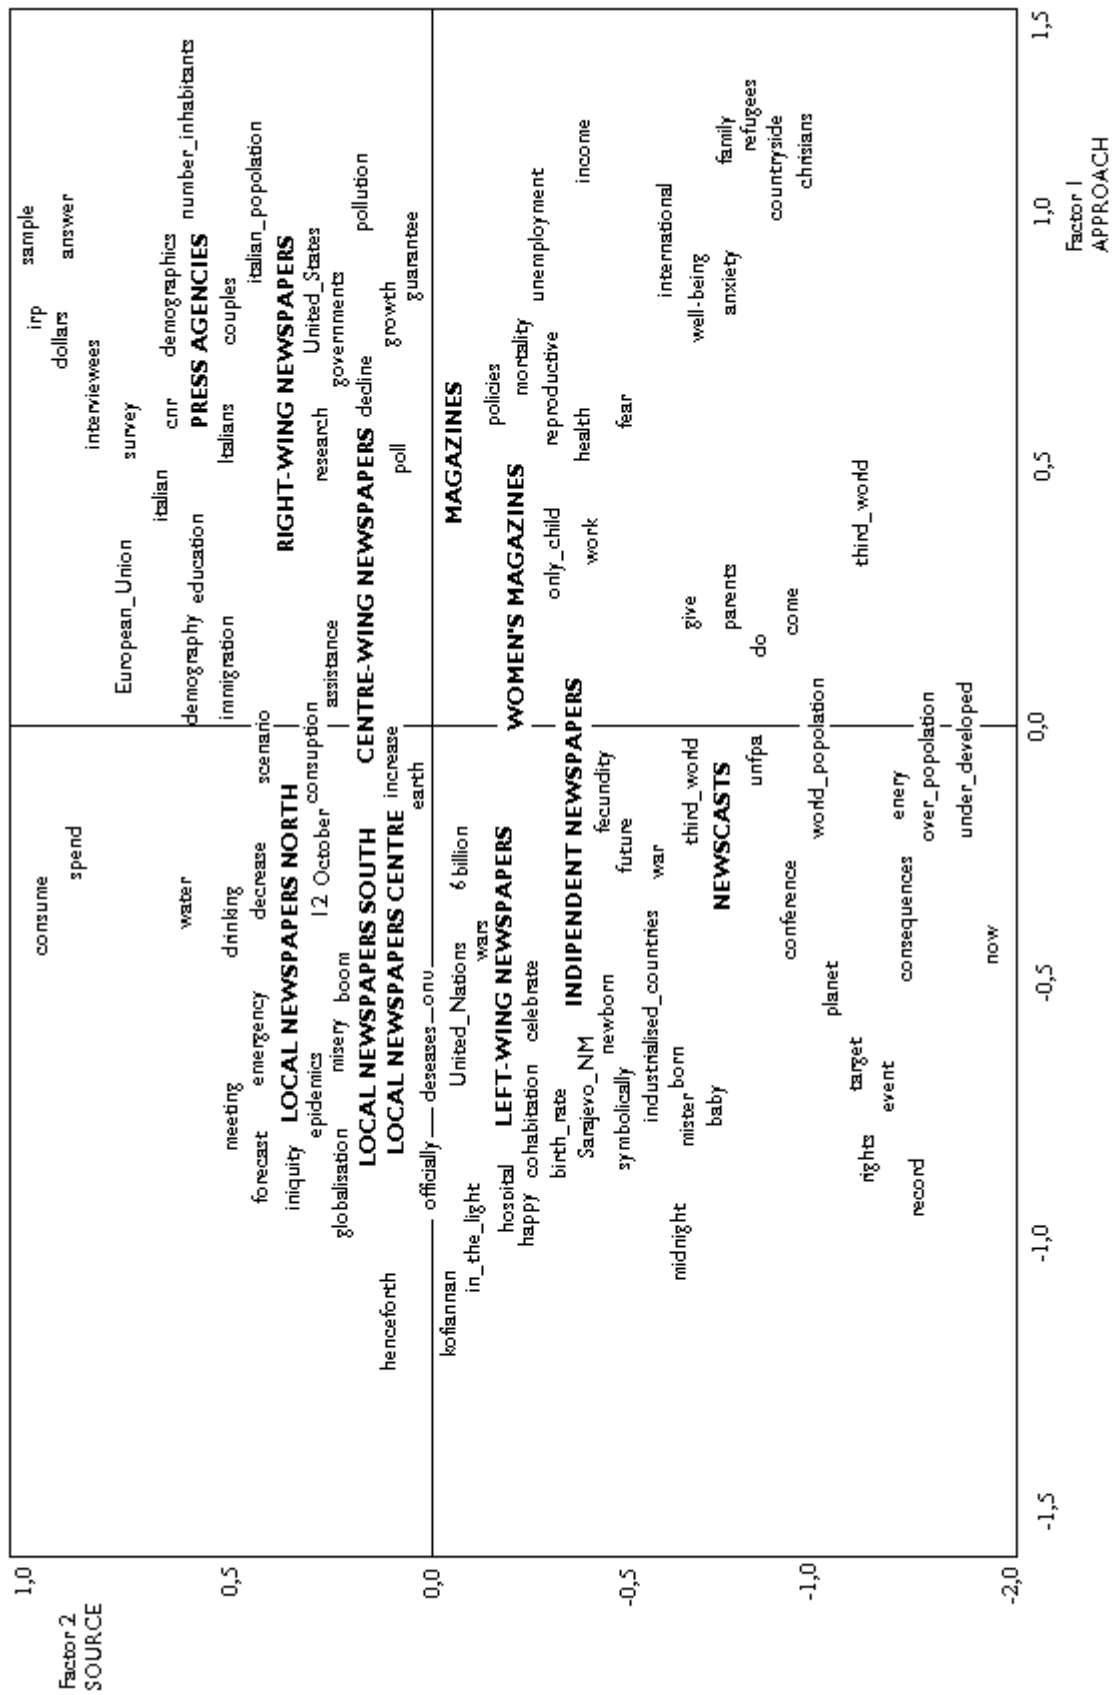 Factor 2
SOURCE
1,0
consume
sample
irp
dollars
answer
spend
interviewees
European_Union
survey
italian
cnr
demographics
water
demography
education
number_inhabitants
PRESS AGENCIES
0,5
meeting
drinking
immigration
Italians
couples
forecast
emergency
decrease
scenario
italian_popolation
LOCAL NEWSPAPERS NORTH
RIGHT-WING NEWSPAPERS
iniquity
epidemics
12 October
consuption
research
United_States
assistance
governments
globalisation
misery
boom
LOCAL NEWSPAPERS SOUTH
CENTRE-WING NEWSPAPERS
decline
pollution
LOCAL NEWSPAPERS CENTRE
henceforth
increase
growth
poll
guarantee
earth
0,0
officially
deseases
onu
kofiannan
United_Nations
6 billion
MAGAZINES
in_the_light
wars
policies
LEFT-WING NEWSPAPERS
WOMEN'S MAGAZINES
hospital
happy
cohabitation
celebrate
mortality
unemployment
birth_rate
only_child
reproductive
INDIPENDENT NEWSPAPERS
Sarajevo_NM
work
health
income
newborn
fecundity
symbolically
future
fear
-0,5
industrialised_countries
war
international
midnight
born
mister
third_world
give
well-being
baby
NEWSCASTS
parents
anxiety
family
unfpa
do
refugees
countryside
conference
come
chrisians
-1,0
world_population
planet
target
third_world
rights
event
enery
consequences
record
over_population
under_developed
now
-2,0
-1,5
-1,0
-0,5
0,0
0,5
1,0
1,5
Factor 1
APPROACH